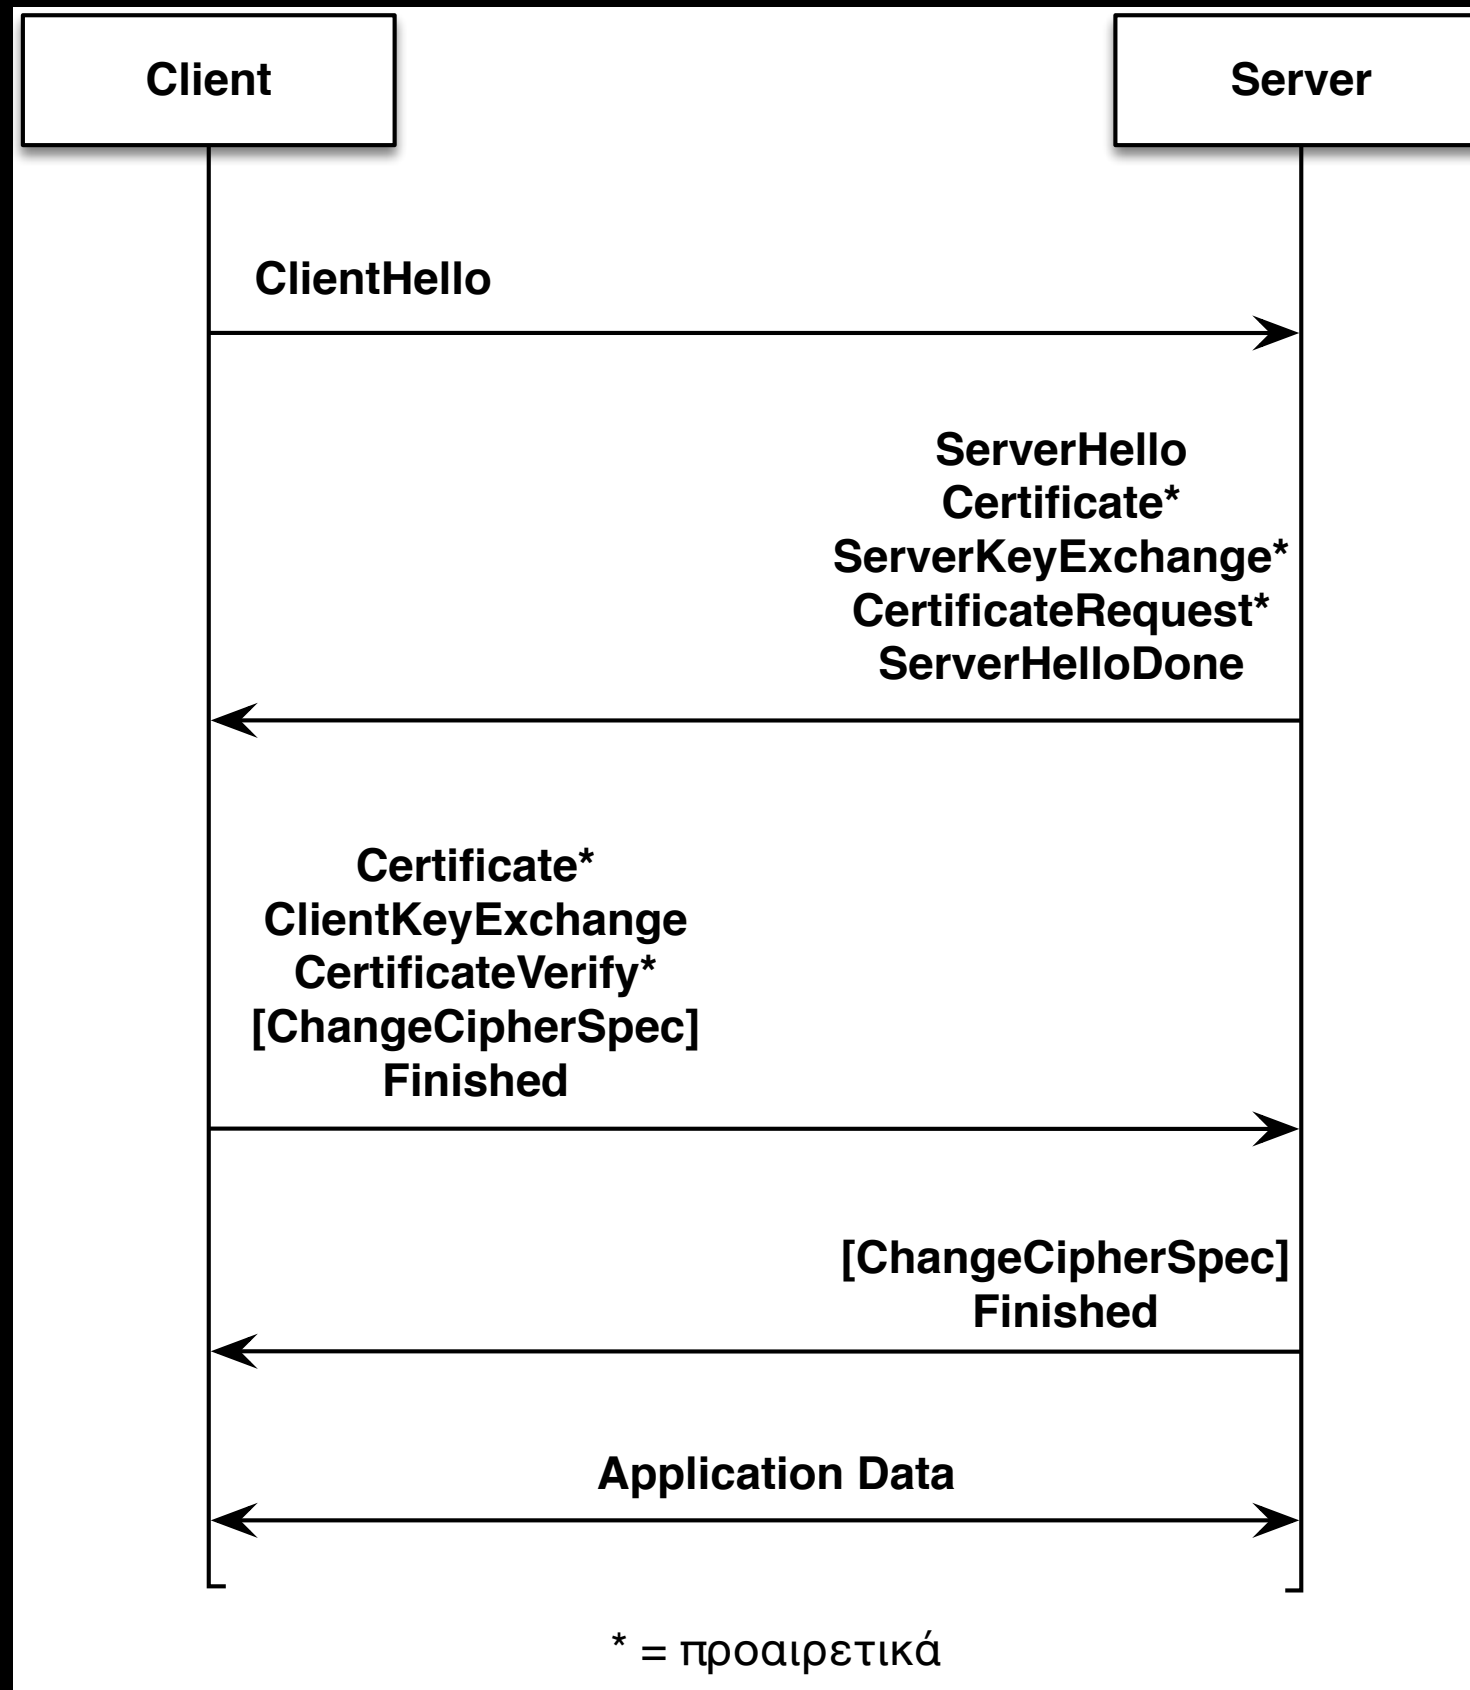 Client
Server
ClientHello
ServerHello
Certificate*
ServerKeyExchange*
CertificateRequest*
ServerHelloDone
Certificate*
ClientKeyExchange
CertificateVerify*
[ChangeCipherSpec]
Finished
[ChangeCipherSpec]
Finished
Application Data
* = προαιρετικά